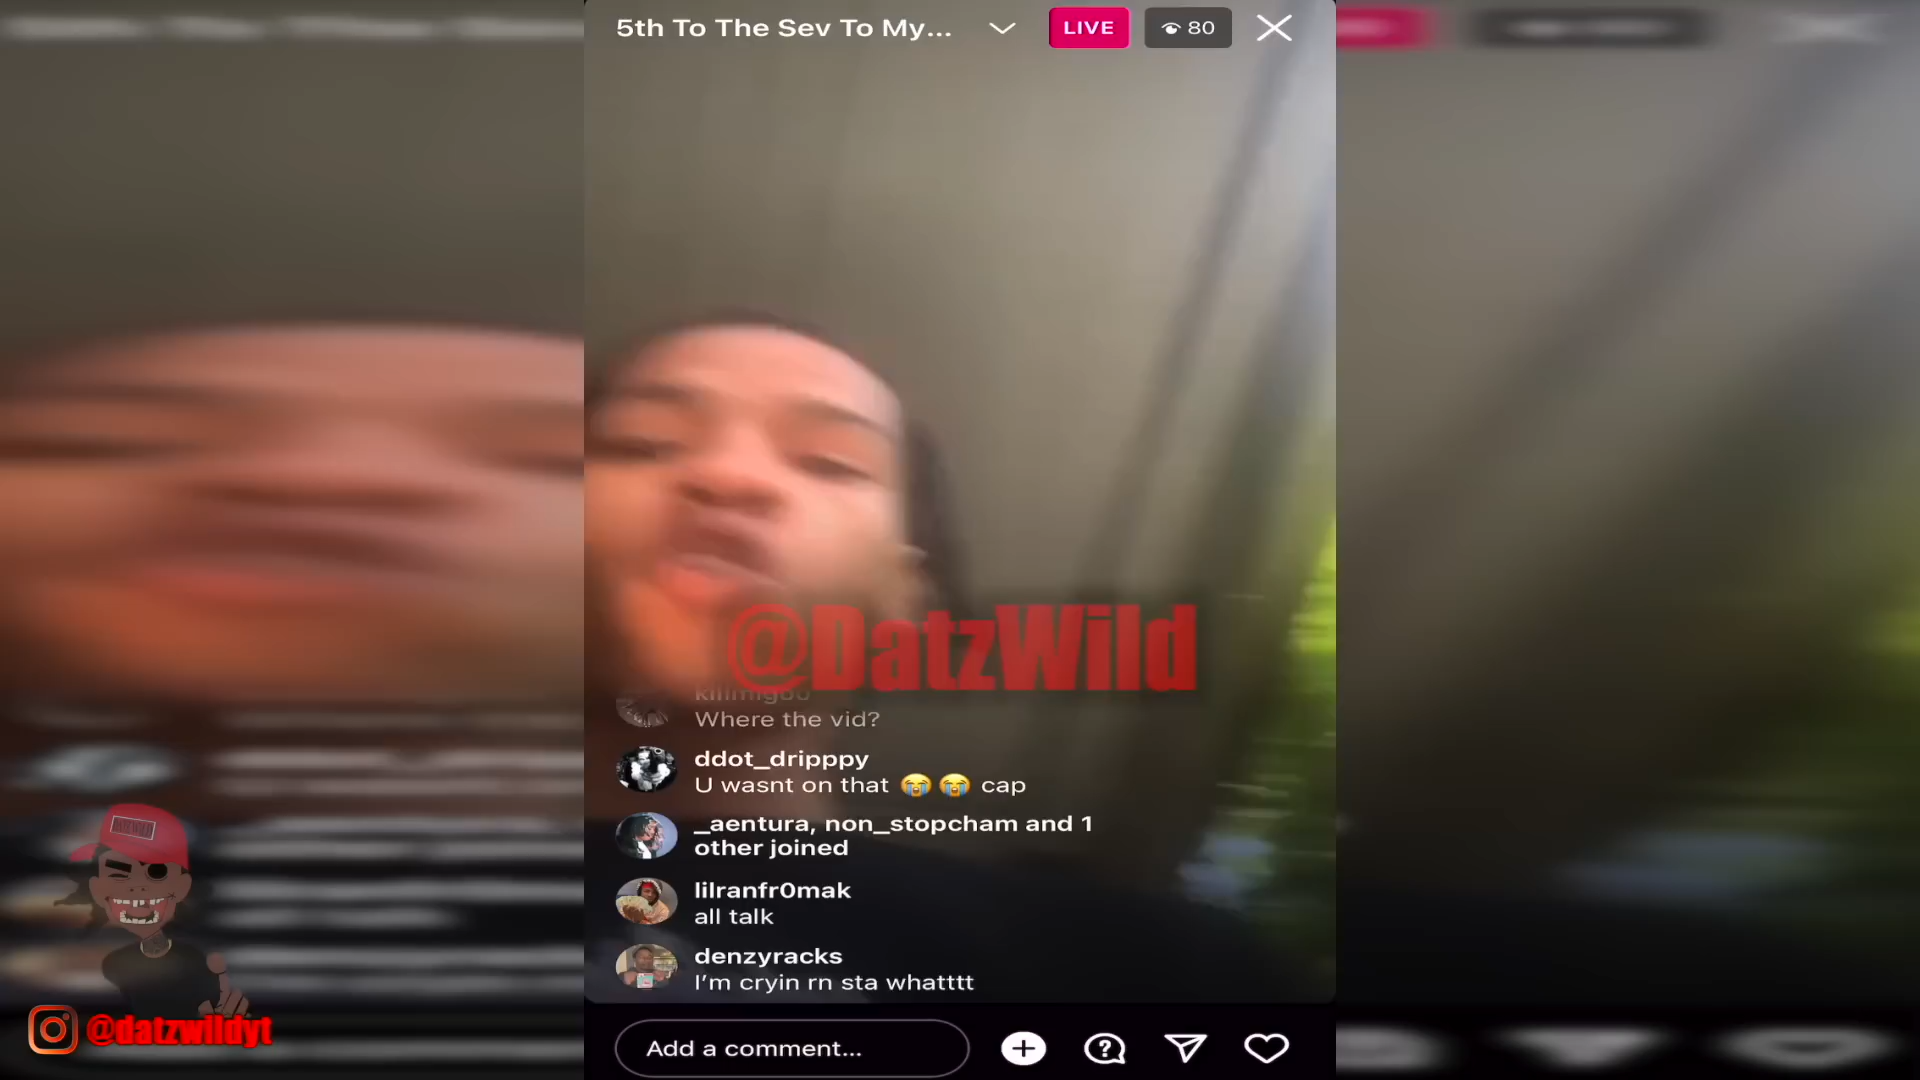 5th To The Sev To My...
LIVE
80
@DatzWild
Where the vid?
ddot_dripppy
U wasnt on that 😭😭 cap
_aentura, non_stopcham and 1
other joined
lilranfr0mak
all talk
denzyracks
I'm cryin rn sta whatttt
@datzwildyt
Add a comment...